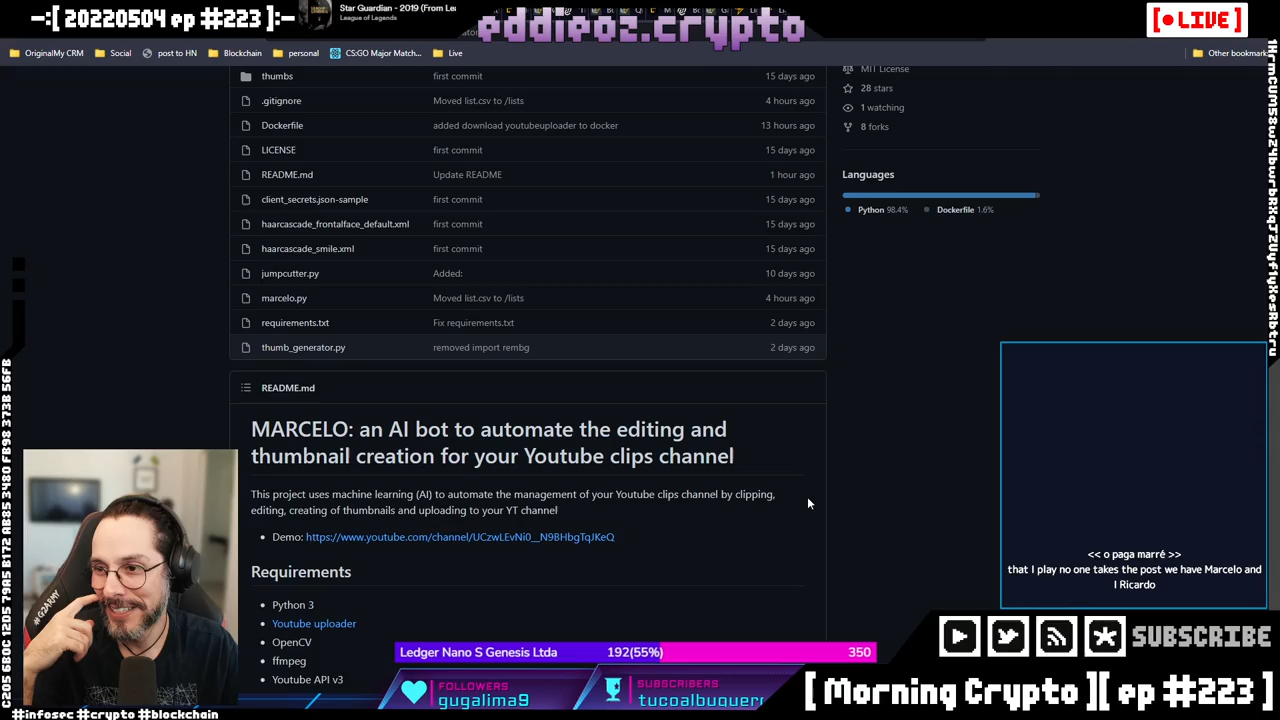 -:[ 20220504 ep #223 ]:-
Star Guardian - 2019 (From Lea
League of Legends
eddieoz.crypto
[●LIVE]
OriginalMy CRM
Social
post to HN
Blockchain
personal
CS:GO Major Match...
Live
Other bookmark
thumbs
first commit
15 days ago
.gitignore
Moved list.csv to /lists
4 hours ago
Dockerfile
added download youtubeuploader to docker
13 hours ago
LICENSE
first commit
15 days ago
README.md
Update README
1 hour ago
client_secrets.json-sample
first commit
15 days ago
haarcascade_frontalface_default.xml
first commit
15 days ago
haarcascade_smile.xml
first commit
15 days ago
jumpcutter.py
Added:
10 days ago
marcelo.py
Moved list.csv to /lists
4 hours ago
requirements.txt
Fix requirements.txt
2 days ago
thumb_generator.py
removed import rembg
2 days ago
MIT License
28 stars
1 watching
8 forks
Languages
Python 98.4%
Dockerfile 1.6%
README.md
MARCELO: an AI bot to automate the editing and
thumbnail creation for your Youtube clips channel
This project uses machine learning (AI) to automate the management of your Youtube clips channel by clipping,
editing, creating of thumbnails and uploading to your YT channel
Demo: https://www.youtube.com/channel/UCzwLEvNi0__N9BHbgTqJKeQ
Requirements
Python 3
Youtube uploader
OpenCV
ffmpeg
Youtube API v3
<< o paga marré >>
that I play no one takes the post we have Marcelo and
I Ricardo
#G2ARMY
Ledger Nano S Genesis Ltda
192(55%)
350
FOLLOWERS
gugalima9
SUBSCRIBERS
tucoalbuquerq
SUBSCRIBE
[ Morning Crypto ][ ep #223 ]
#infosec #crypto #blockchain
C2C5 5B0C 12D5 79A5 B172 AB85 3480 FB98 373B 56FB